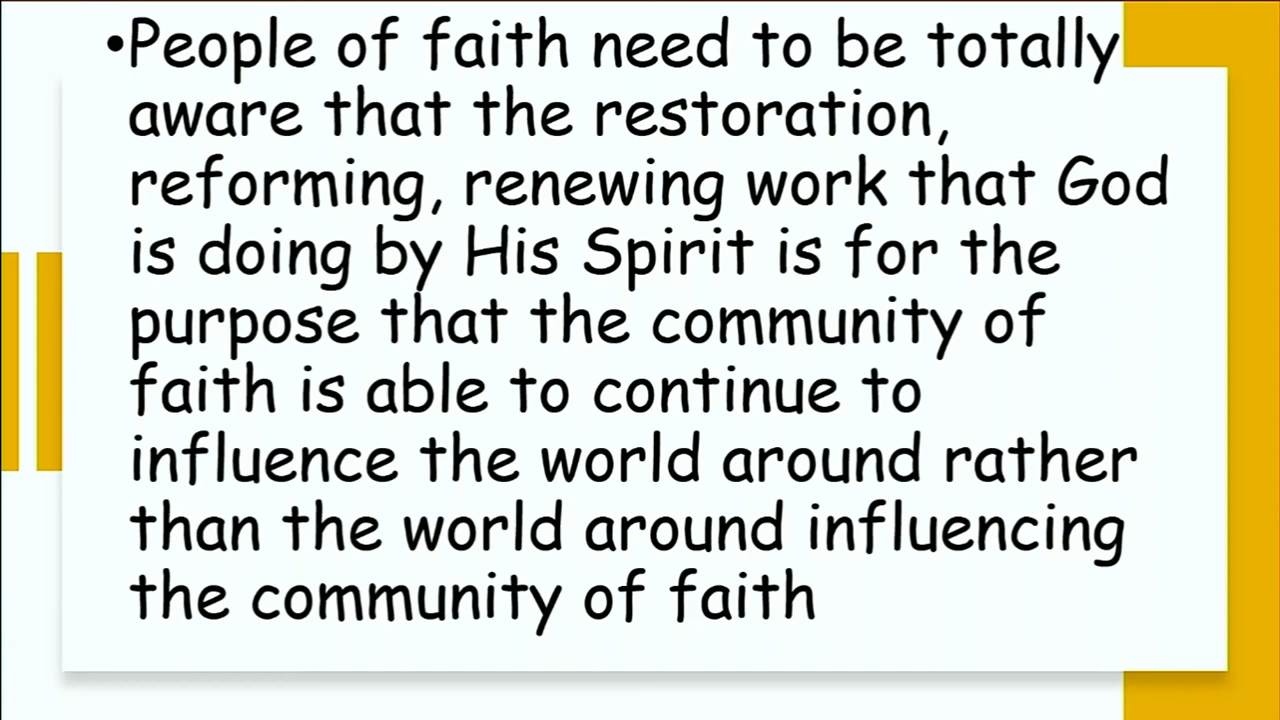 •People of faith need to be totally
aware that the restoration,
reforming, renewing work that God
is doing by His Spirit is for the
purpose that the community of
faith is able to continue to
influence the world around rather
than the world around influencing
the community of faith